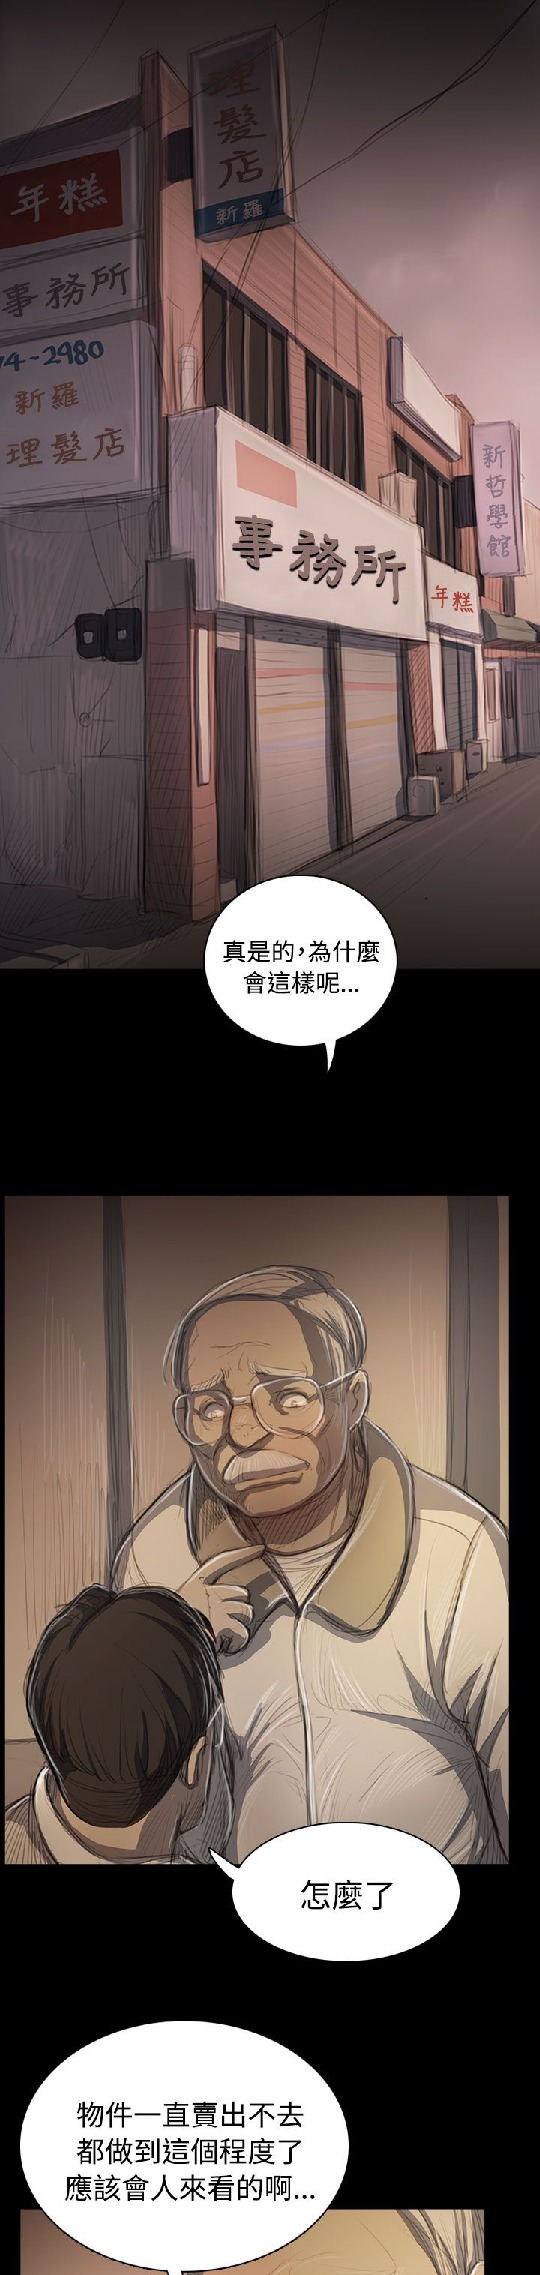 理髮店
新羅
年糕
事務所
74-2980
新羅
理髮店
事務所
年糕
新哲學館
真是的，為什麼
會這樣呢...
怎麼了
物件一直賣出不去
都做到這個程度了
應該會人來看的啊...